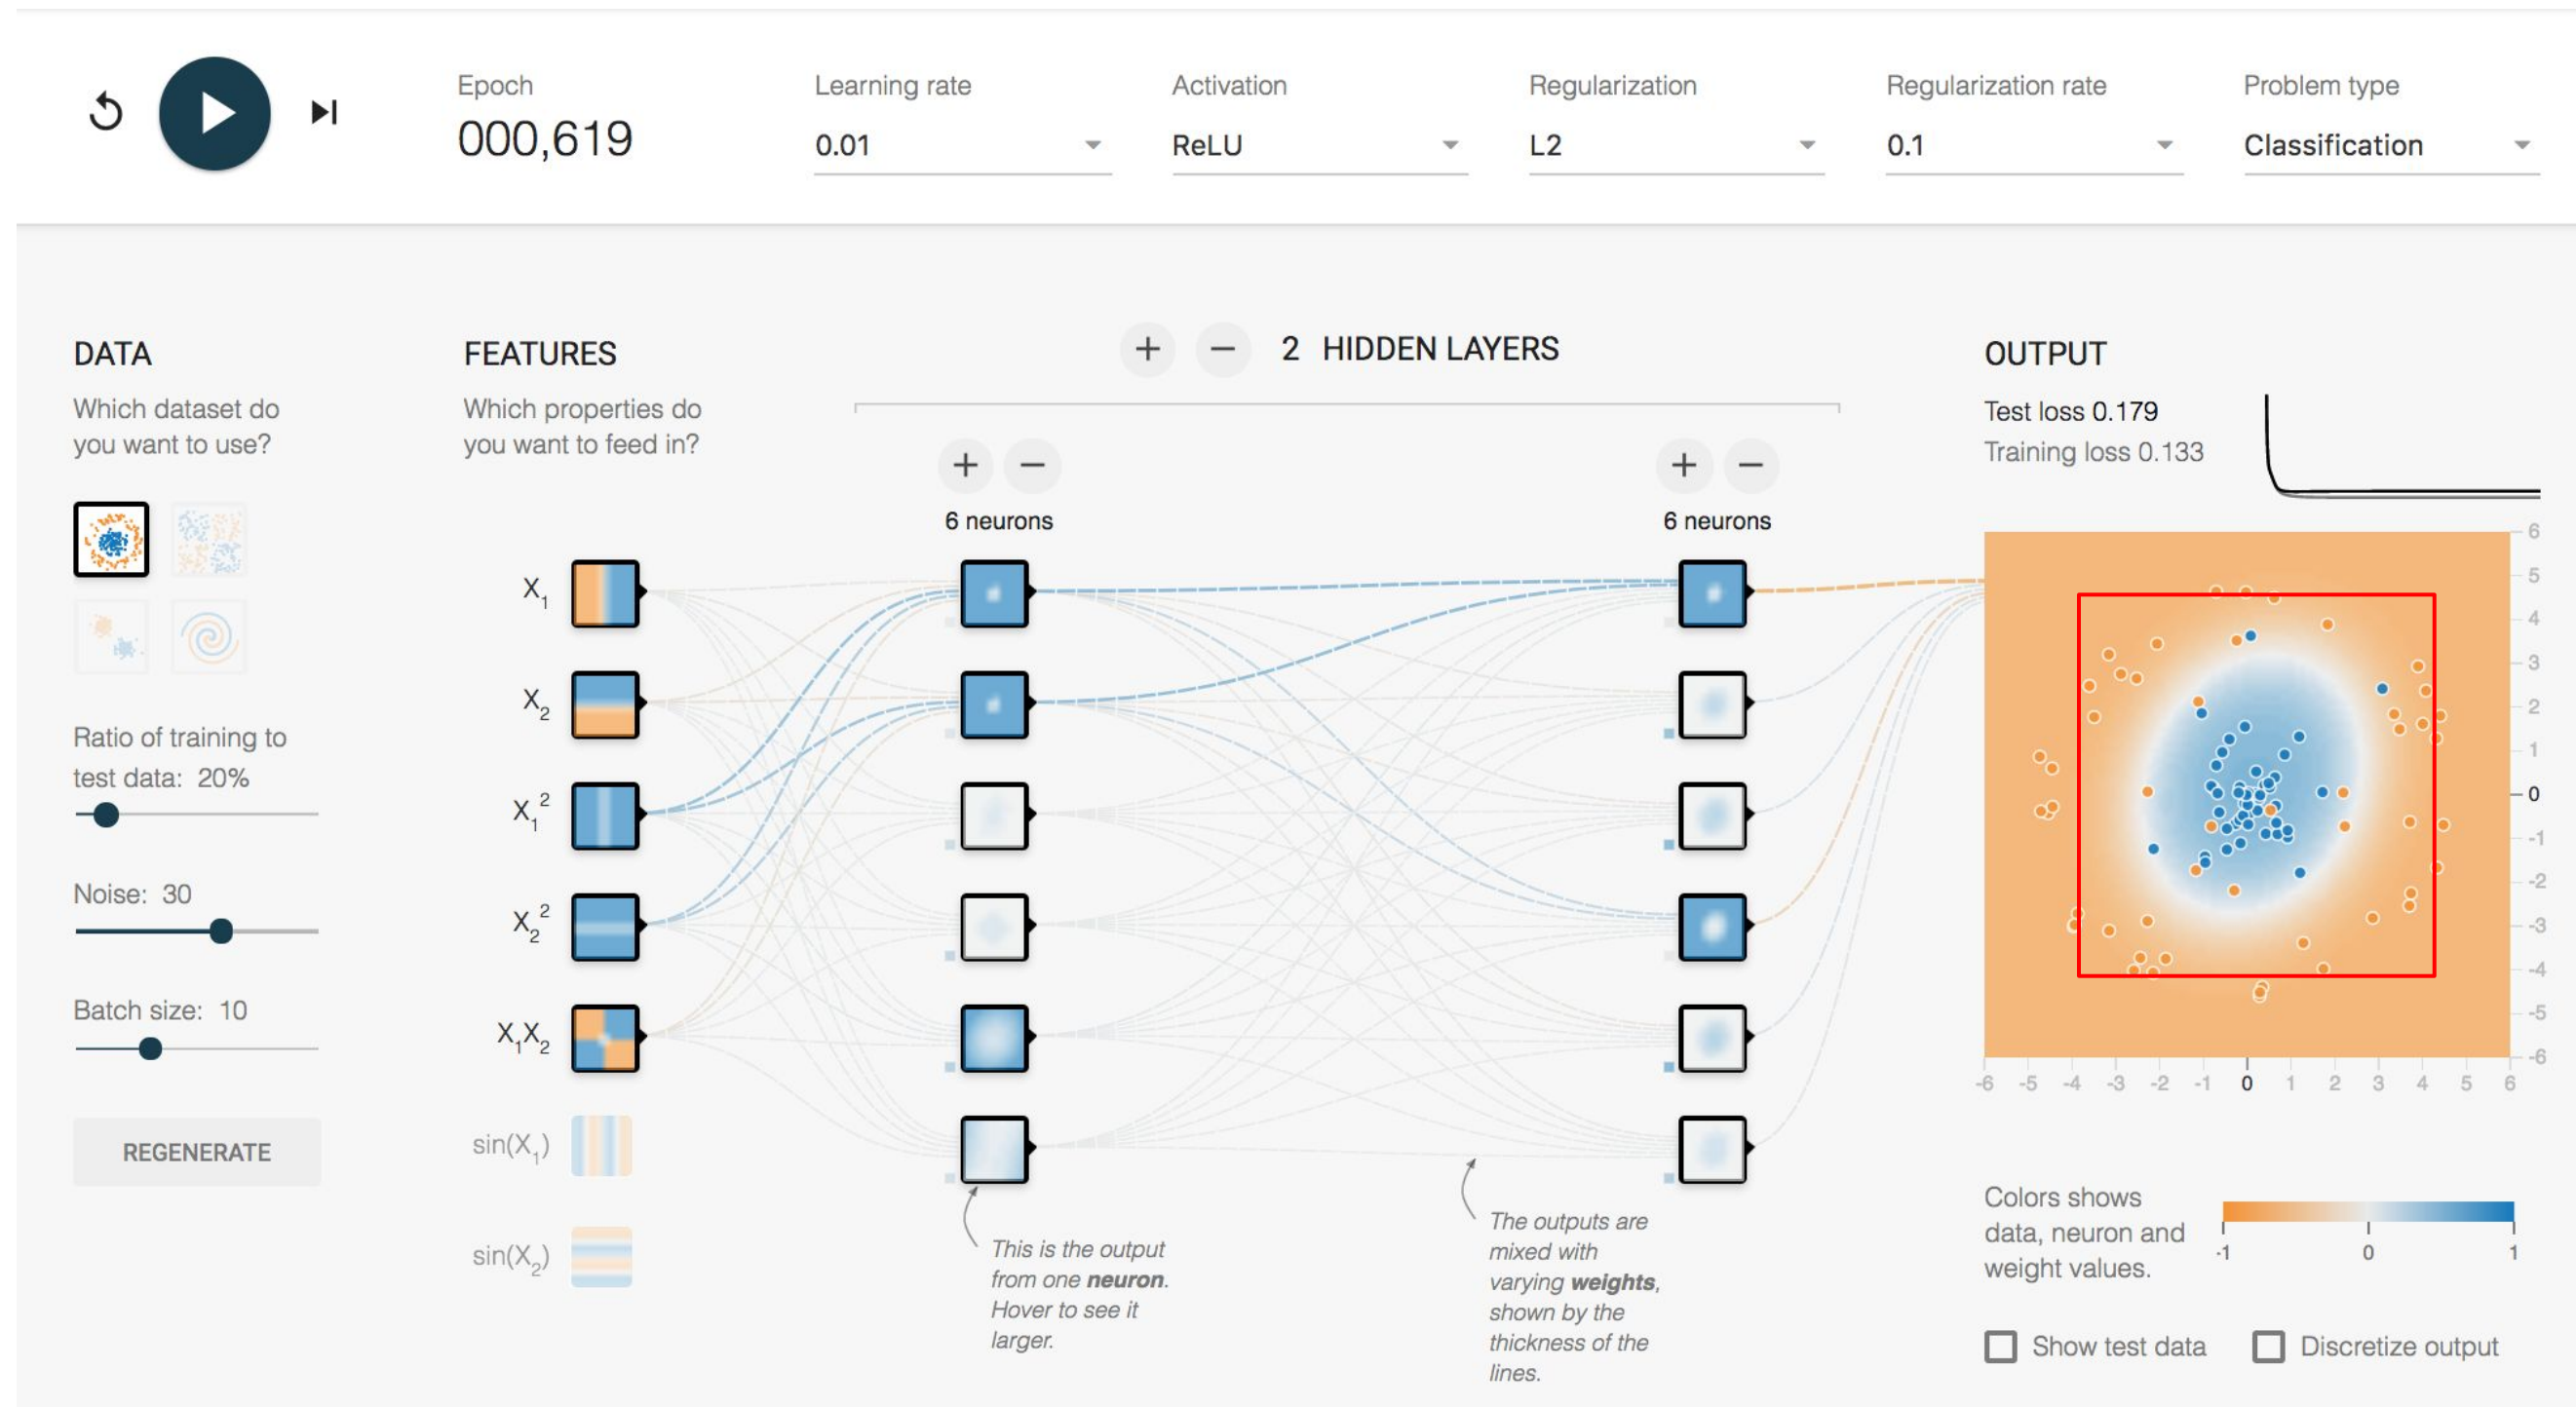 Epoch
000,619
Learning rate
0.01
Activation
ReLU
Regularization
L2
Regularization rate
0.1
Problem type
Classification
DATA
Which dataset do
you want to use?
Ratio of training to
test data: 20%
Noise: 30
Batch size: 10
REGENERATE
FEATURES
Which properties do
you want to feed in?
X1
X2
X1²
X2²
X1X2
sin(X1)
sin(X2)
+ − 2 HIDDEN LAYERS
+ −
6 neurons
This is the output
from one neuron.
Hover to see it
larger.
+ −
6 neurons
The outputs are
mixed with
varying weights,
shown by the
thickness of the
lines.
OUTPUT
Test loss 0.179
Training loss 0.133
6
5
4
3
2
1
0
-1
-2
-3
-4
-5
-6
-6 -5 -4 -3 -2 -1 0 1 2 3 4 5 6
Colors shows
data, neuron and
weight values.
-1 0 1
Show test data
Discretize output